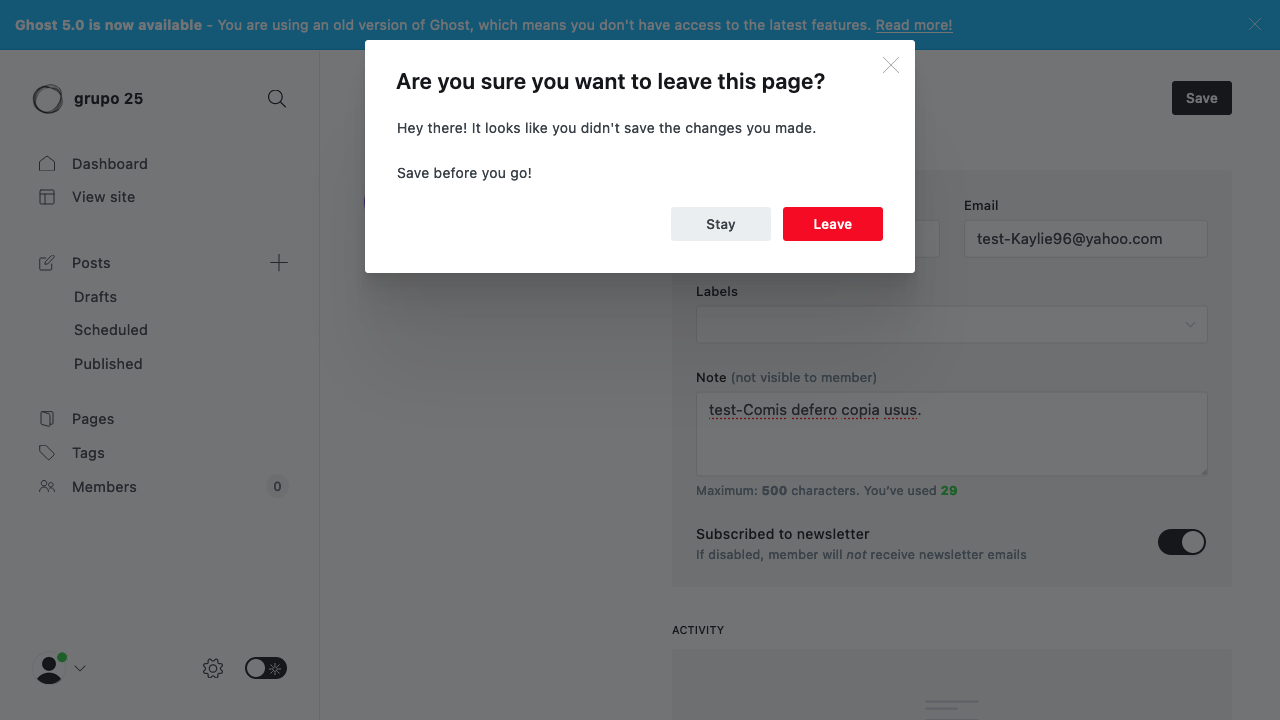 Ghost 5.0 is now available - You are using an old version of Ghost, which means you don't have access to the latest features. Read more!
Are you sure you want to leave this page?
Hey there! It looks like you didn't save the changes you made.
Save before you go!
Stay
Leave
grupo 25
Save
Dashboard
View site
Posts
Drafts
Scheduled
Published
Pages
Tags
Members
0
Email
test-Kaylie96@yahoo.com
Labels
Note (not visible to member)
test-Comis defero copia usus.
Maximum: 500 characters. You've used 29
Subscribed to newsletter
If disabled, member will not receive newsletter emails
ACTIVITY